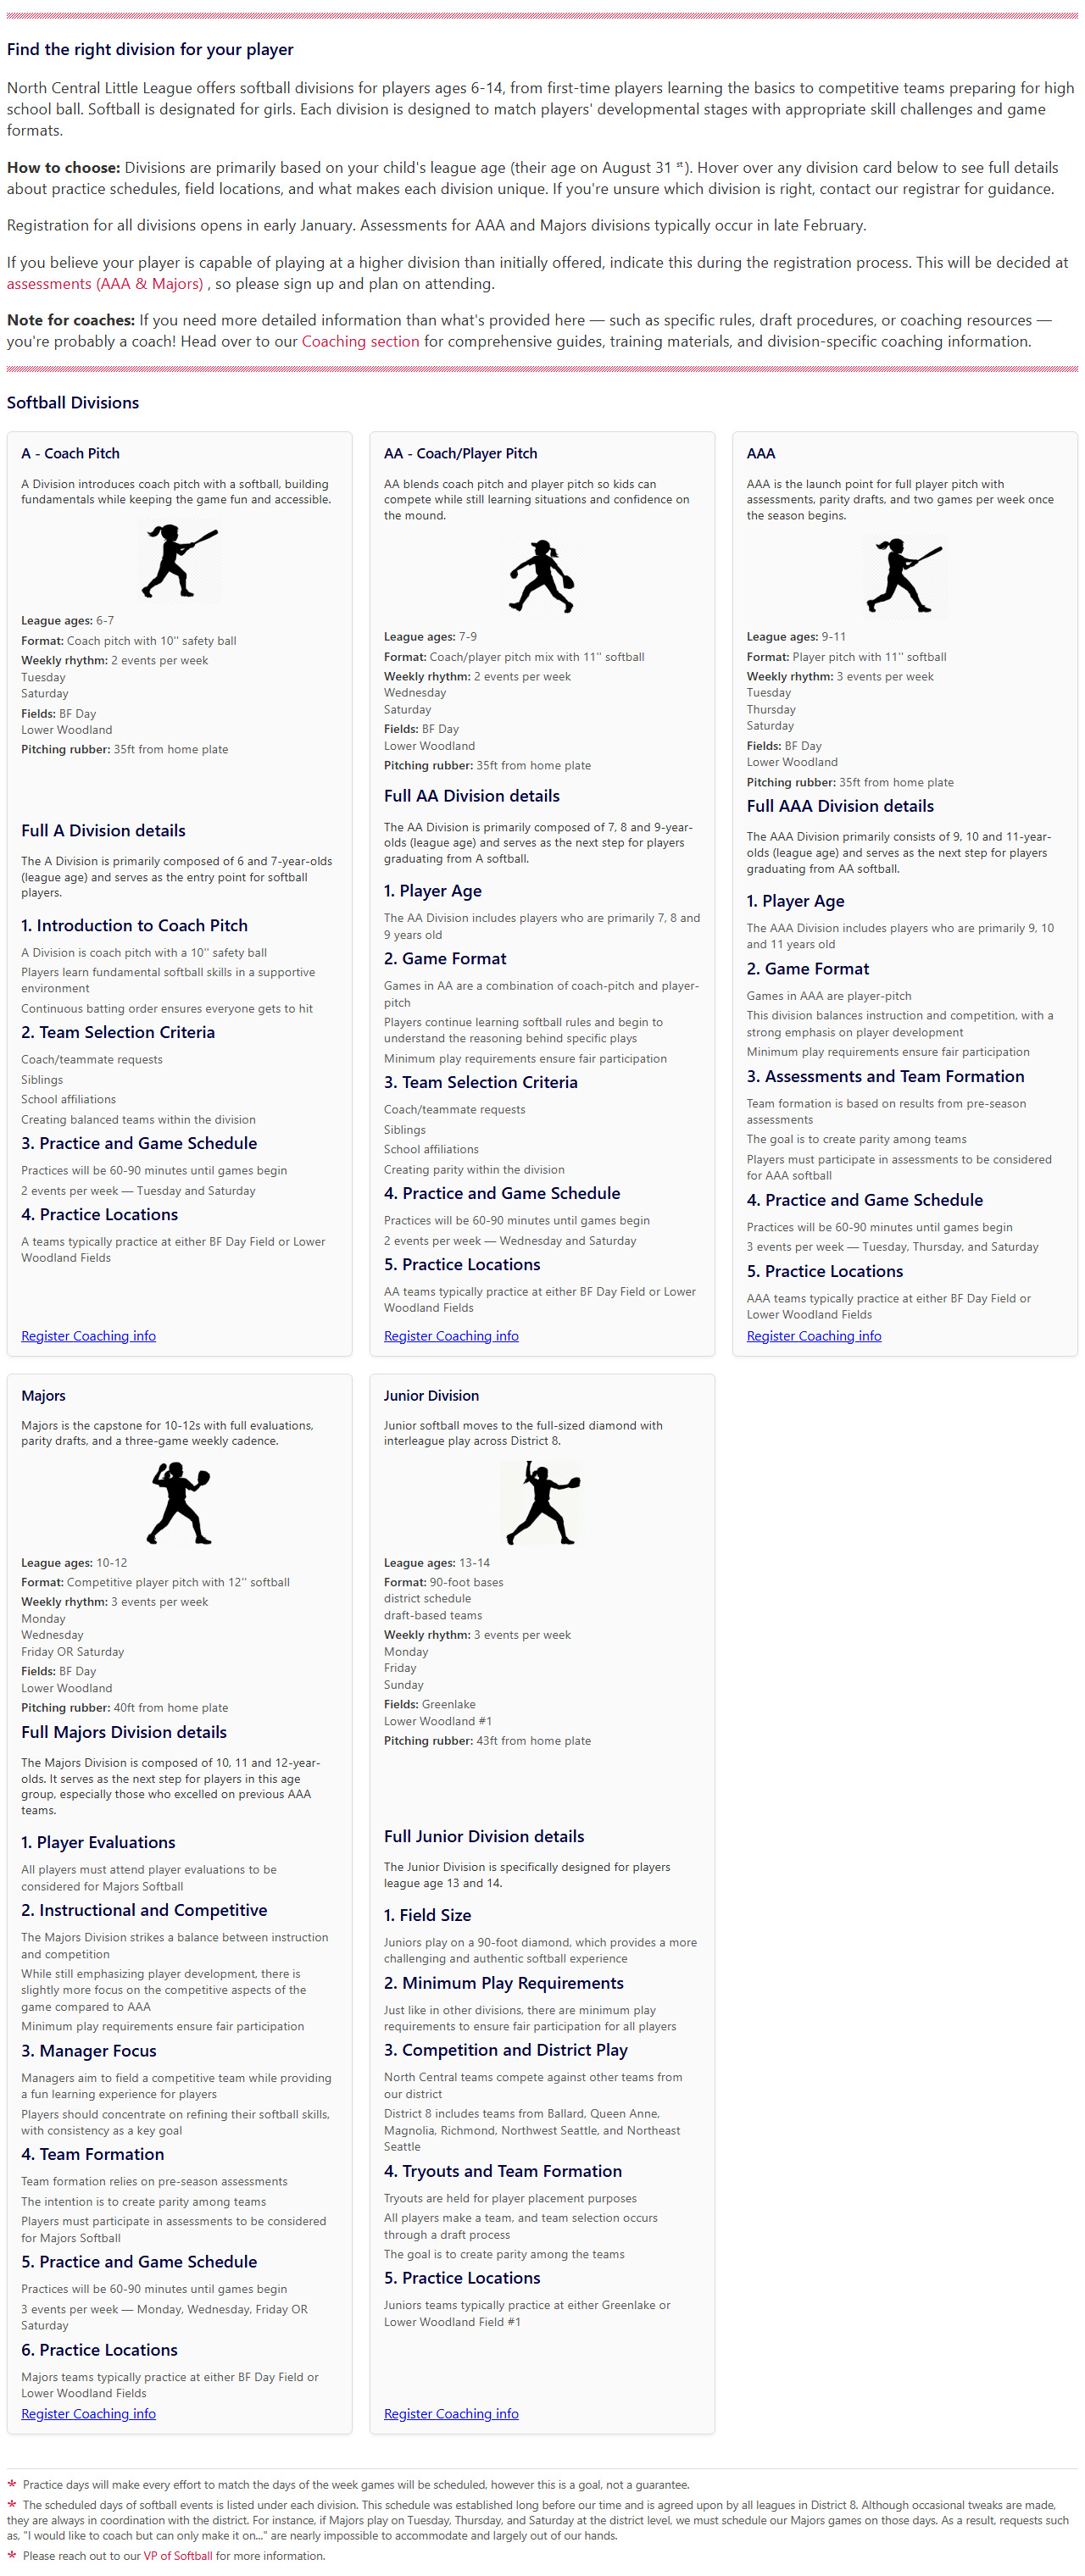 Find the right division for your player
North Central Little League offers softball divisions for players ages 6-14, from first-time players learning the basics to competitive teams preparing for high
school ball. Softball is designated for girls. Each division is designed to match players' developmental stages with appropriate skill challenges and game
formats.
How to choose: Divisions are primarily based on your child's league age (their age on August 31 st). Hover over any division card below to see full details
about practice schedules, field locations, and what makes each division unique. If you're unsure which division is right, contact our registrar for guidance.
Registration for all divisions opens in early January. Assessments for AAA and Majors divisions typically occur in late February.
If you believe your player is capable of playing at a higher division than initially offered, indicate this during the registration process. This will be decided at
assessments (AAA & Majors) , so please sign up and plan on attending.
Note for coaches: If you need more detailed information than what's provided here — such as specific rules, draft procedures, or coaching resources —
you're probably a coach! Head over to our Coaching section for comprehensive guides, training materials, and division-specific coaching information.
Softball Divisions
A - Coach Pitch
A Division introduces coach pitch with a softball, building
fundamentals while keeping the game fun and accessible.
League ages: 6-7
Format: Coach pitch with 10" safety ball
Weekly rhythm: 2 events per week
Tuesday
Saturday
Fields: BF Day
Lower Woodland
Pitching rubber: 35ft from home plate
Full A Division details
The A Division is primarily composed of 6 and 7-year-olds
(league age) and serves as the entry point for softball
players.
1. Introduction to Coach Pitch
A Division is coach pitch with a 10" safety ball
Players learn fundamental softball skills in a supportive
environment
Continuous batting order ensures everyone gets to hit
2. Team Selection Criteria
Coach/teammate requests
Siblings
School affiliations
Creating balanced teams within the division
3. Practice and Game Schedule
Practices will be 60-90 minutes until games begin
2 events per week — Tuesday and Saturday
4. Practice Locations
A teams typically practice at either BF Day Field or Lower
Woodland Fields
Register Coaching info
AA - Coach/Player Pitch
AA blends coach pitch and player pitch so kids can
compete while still learning situations and confidence on
the mound.
League ages: 7-9
Format: Coach/player pitch mix with 11" softball
Weekly rhythm: 2 events per week
Wednesday
Saturday
Fields: BF Day
Lower Woodland
Pitching rubber: 35ft from home plate
Full AA Division details
The AA Division is primarily composed of 7, 8 and 9-year-
olds (league age) and serves as the next step for players
graduating from A softball.
1. Player Age
The AA Division includes players who are primarily 7, 8 and
9 years old
2. Game Format
Games in AA are a combination of coach-pitch and player-
pitch
Players continue learning softball rules and begin to
understand the reasoning behind specific plays
Minimum play requirements ensure fair participation
3. Team Selection Criteria
Coach/teammate requests
Siblings
School affiliations
Creating parity within the division
4. Practice and Game Schedule
Practices will be 60-90 minutes until games begin
2 events per week — Wednesday and Saturday
5. Practice Locations
AA teams typically practice at either BF Day Field or Lower
Woodland Fields
Register Coaching info
AAA
AAA is the launch point for full player pitch with
assessments, parity drafts, and two games per week once
the season begins.
League ages: 9-11
Format: Player pitch with 11" softball
Weekly rhythm: 3 events per week
Tuesday
Thursday
Saturday
Fields: BF Day
Lower Woodland
Pitching rubber: 35ft from home plate
Full AAA Division details
The AAA Division primarily consists of 9, 10 and 11-year-
olds (league age) and serves as the next step for players
graduating from AA softball.
1. Player Age
The AAA Division includes players who are primarily 9, 10
and 11 years old
2. Game Format
Games in AAA are player-pitch
This division balances instruction and competition, with a
strong emphasis on player development
Minimum play requirements ensure fair participation
3. Assessments and Team Formation
Team formation is based on results from pre-season
assessments
The goal is to create parity among teams
Players must participate in assessments to be considered
for AAA softball
4. Practice and Game Schedule
Practices will be 60-90 minutes until games begin
3 events per week — Tuesday, Thursday, and Saturday
5. Practice Locations
AAA teams typically practice at either BF Day Field or
Lower Woodland Fields
Register Coaching info
Majors
Majors is the capstone for 10-12s with full evaluations,
parity drafts, and a three-game weekly cadence.
League ages: 10-12
Format: Competitive player pitch with 12" softball
Weekly rhythm: 3 events per week
Monday
Wednesday
Friday OR Saturday
Fields: BF Day
Lower Woodland
Pitching rubber: 40ft from home plate
Full Majors Division details
The Majors Division is composed of 10, 11 and 12-year-
olds. It serves as the next step for players in this age
group, especially those who excelled on previous AAA
teams.
1. Player Evaluations
All players must attend player evaluations to be
considered for Majors Softball
2. Instructional and Competitive
The Majors Division strikes a balance between instruction
and competition
While still emphasizing player development, there is
slightly more focus on the competitive aspects of the
game compared to AAA
Minimum play requirements ensure fair participation
3. Manager Focus
Managers aim to field a competitive team while providing
a fun learning experience for players
Players should concentrate on refining their softball skills,
with consistency as a key goal
4. Team Formation
Team formation relies on pre-season assessments
The intention is to create parity among teams
Players must participate in assessments to be considered
for Majors Softball
5. Practice and Game Schedule
Practices will be 60-90 minutes until games begin
3 events per week — Monday, Wednesday, Friday OR
Saturday
6. Practice Locations
Majors teams typically practice at either BF Day Field or
Lower Woodland Fields
Register Coaching info
Junior Division
Junior softball moves to the full-sized diamond with
interleague play across District 8.
League ages: 13-14
Format: 90-foot bases
district schedule
draft-based teams
Weekly rhythm: 3 events per week
Monday
Friday
Sunday
Fields: Greenlake
Lower Woodland #1
Pitching rubber: 43ft from home plate
Full Junior Division details
The Junior Division is specifically designed for players
league age 13 and 14.
1. Field Size
Juniors play on a 90-foot diamond, which provides a more
challenging and authentic softball experience
2. Minimum Play Requirements
Just like in other divisions, there are minimum play
requirements to ensure fair participation for all players
3. Competition and District Play
North Central teams compete against other teams from
our district
District 8 includes teams from Ballard, Queen Anne,
Magnolia, Richmond, Northwest Seattle, and Northeast
Seattle
4. Tryouts and Team Formation
Tryouts are held for player placement purposes
All players make a team, and team selection occurs
through a draft process
The goal is to create parity among the teams
5. Practice Locations
Juniors teams typically practice at either Greenlake or
Lower Woodland Field #1
Register Coaching info
* Practice days will make every effort to match the days of the week games will be scheduled, however this is a goal, not a guarantee.
* The scheduled days of softball events is listed under each division. This schedule was established long before our time and is agreed upon by all leagues in District 8. Although occasional tweaks are made,
they are always in coordination with the district. For instance, if Majors play on Tuesday, Thursday, and Saturday at the district level, we must schedule our Majors games on those days. As a result, requests such
as, "I would like to coach but can only make it on..." are nearly impossible to accommodate and largely out of our hands.
* Please reach out to our VP of Softball for more information.